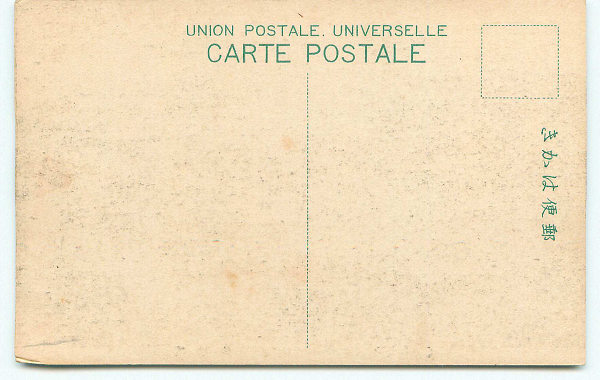 UNION POSTALE. UNIVERSELLE
CARTE POSTALE
郵便はかき